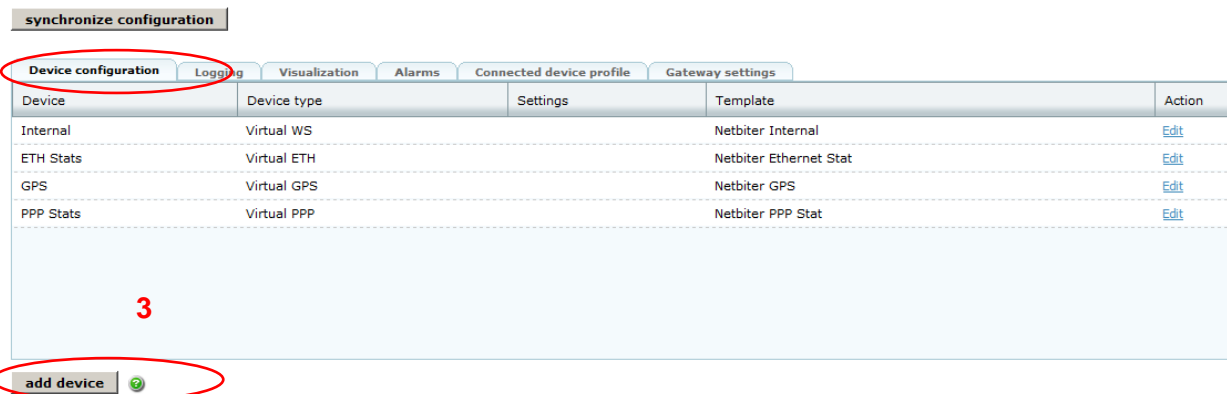 synchronize configuration
Device configuration Logging Visualization Alarms Connected device profile Gateway settings
Device Device type Settings Template Action
Internal Virtual WS Netbiter Internal Edit
ETH Stats Virtual ETH Netbiter Ethernet Stat Edit
GPS Virtual GPS Netbiter GPS Edit
PPP Stats Virtual PPP Netbiter PPP Stat Edit
3
add device ?